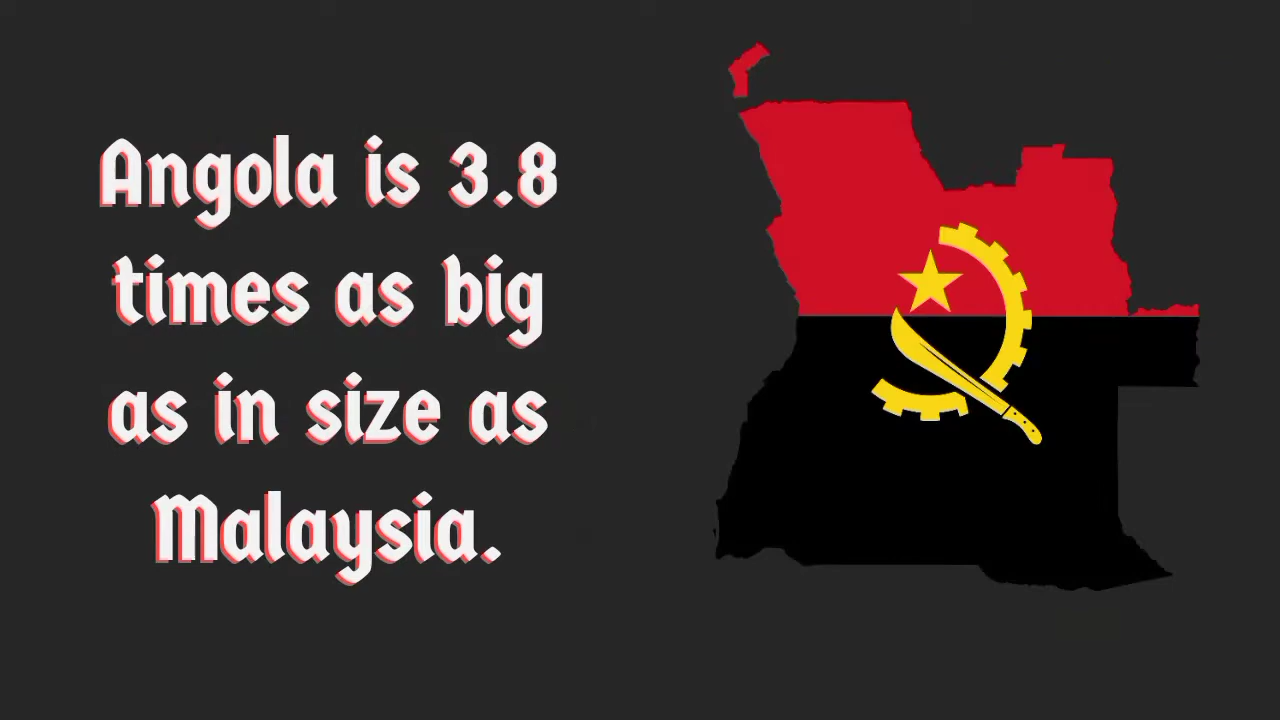 Angola is 3.8
times as big
as in size as
Malaysia.